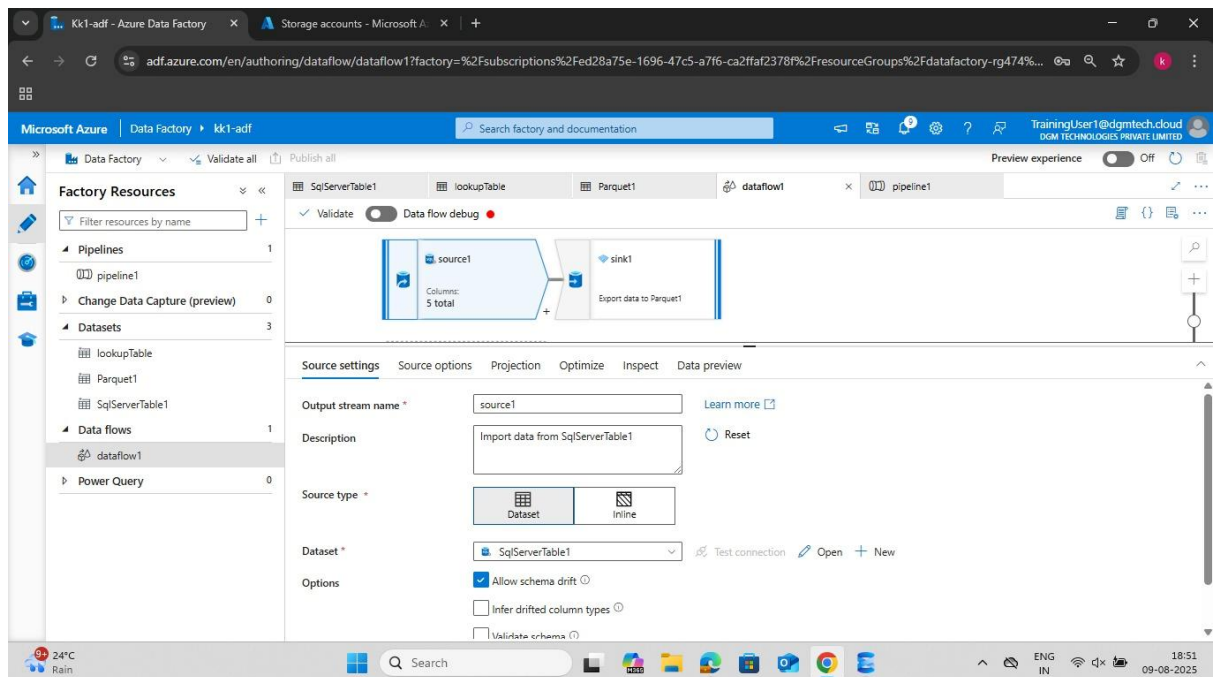 Kk1-adf - Azure Data Factory
Storage accounts - Microsoft A
adf.azure.com/en/authoring/dataflow/dataflow1?factory=%2Fsubscriptions%2Fed28a75e-1696-47c5-a7f6-ca2ffaf2378f%2FresourceGroups%2Fdatafactory-rg474%...
k
Microsoft Azure Data Factory kk1-adf Search factory and documentation 9 ? TrainingUser1@dgmtech.cloud
DGM TECHNOLOGIES PRIVATE LIMITED
» Data Factory Validate all Publish all Preview experience Off
Factory Resources
SqlServerTable1 lookupTable Parquet1 dataflow1 pipeline1
Filter resources by name
Validate Data flow debug
Pipelines 1
pipeline1
Change Data Capture (preview) 0
Datasets 3
lookupTable
Parquet1
SqlServerTable1
Data flows 1
dataflow1
Power Query 0
source1
Columns:
5 total
sink1
Export data to Parquet1
Source settings Source options Projection Optimize Inspect Data preview
Output stream name * source1 Learn more
Description Import data from SqlServerTable1 Reset
Source type * Dataset Inline
Dataset * SqlServerTable1 Test connection Open New
Options Allow schema drift
Infer drifted column types
Validate schema
9+ 24°C
Rain
Search
M365
ENG
IN
18:51
09-08-2025